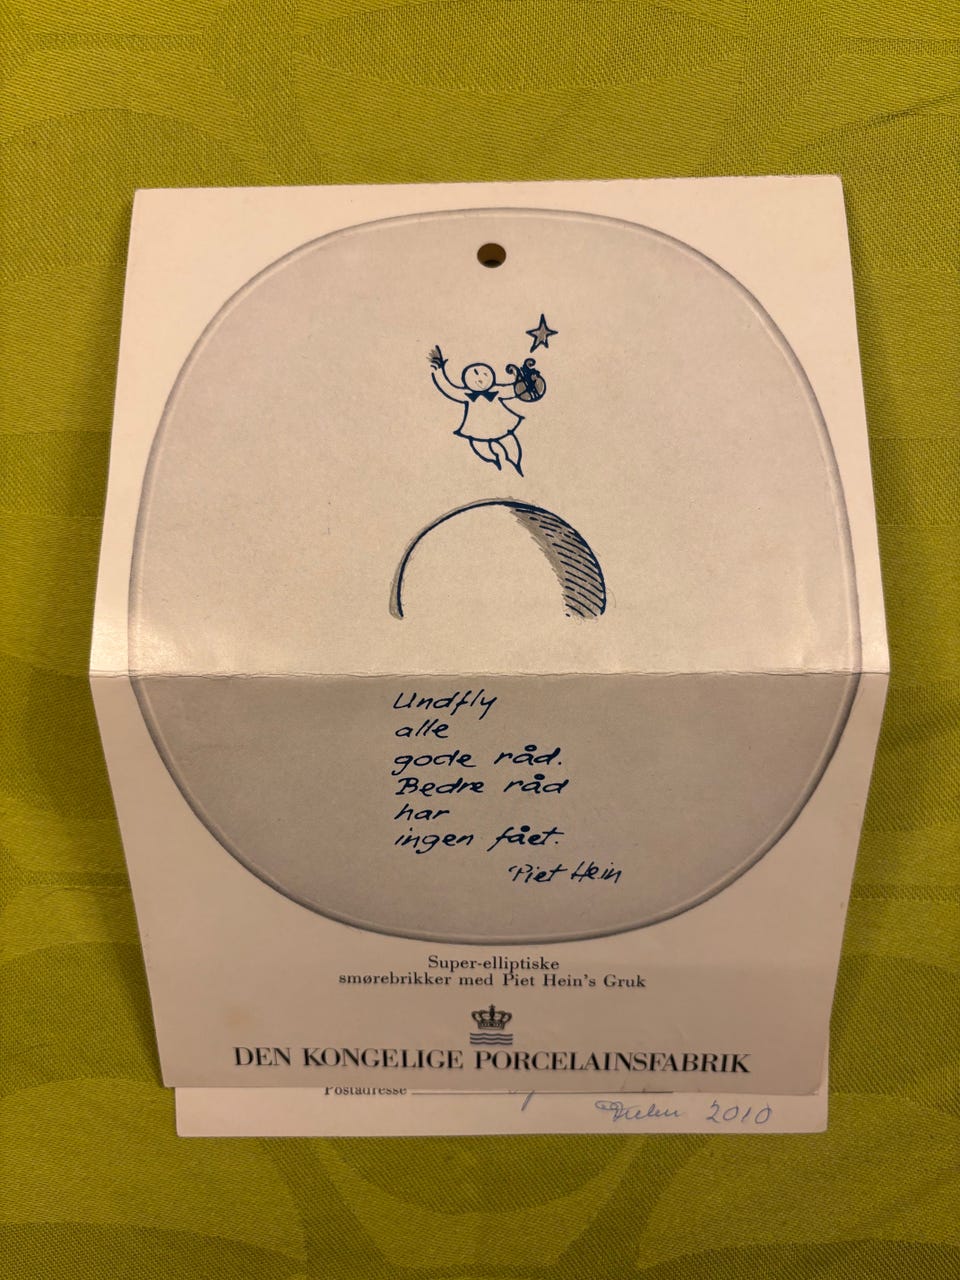 Undfly
alle
gode råd.
Bedre råd
har
ingen fået.
Piet Hein
Super-elliptiske
smørebrikker med Piet Hein's Gruk
DEN KONGELIGE PORCELAINSFABRIK
Postadresse
2010